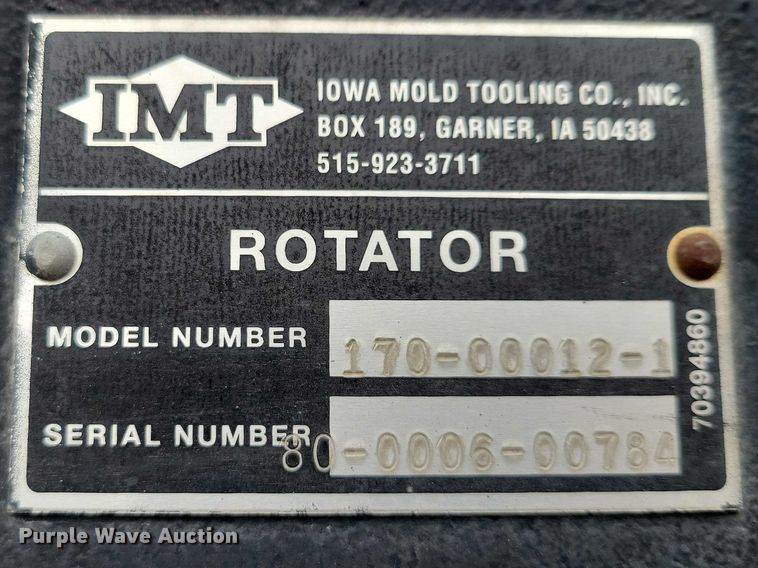 IMT
IOWA MOLD TOOLING CO., INC.
BOX 189, GARNER, IA 50438
515-923-3711
ROTATOR
MODEL NUMBER 170-00012-1
SERIAL NUMBER 80-0006-00784
70394860
Purple Wave Auction